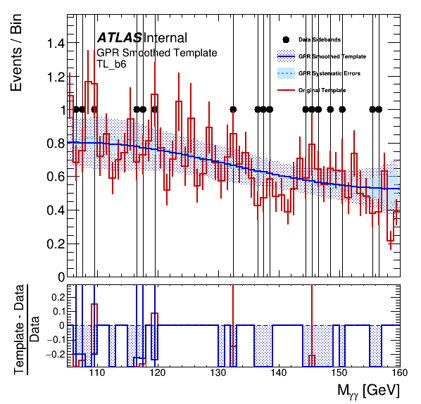 ATLAS Internal
GPR Smoothed Template
TL_b6
Data Sidebands
GPR Smoothed Template
GPR Systematic Errors
Original Template
Events / Bin
1.4
1.2
1
0.8
0.6
0.4
0.2
0
Template - Data
Data
0.2
0.1
0
−0.1
−0.2
110
120
130
140
150
160
Mγγ [GeV]